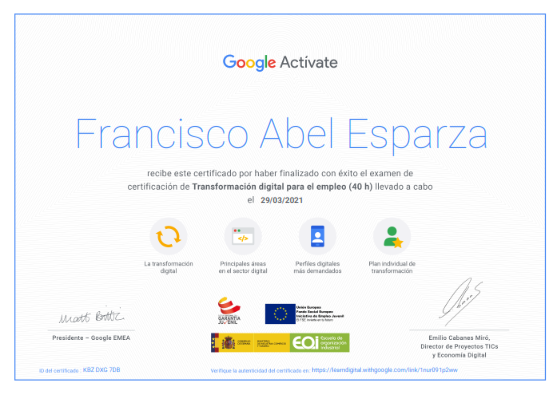 Google Actívate
Francisco Abel Esparza
recibe este certificado por haber finalizado con éxito el examen de
certificación de Transformación digital para el empleo (40 h) llevado a cabo
el 29/03/2021
La transformación
digital
Principales áreas
en el sector digital
Perfiles digitales
más demandados
Plan individual de
transformación
GARANTÍA
JUVENIL
Unión Europea
Fondo Social Europeo
Iniciativa de Empleo Juvenil
EOi
Escuela de
organización
industrial
Matt Brittin
Presidente – Google EMEA
Emilio Cabanas Miró,
Director de Proyectos TICs
y Economía Digital
ID del certificado: KBZ DXG 7DB
Verifique la autenticidad del certificado en: https://learndigital.withgoogle.com/link/1nur091p2ww